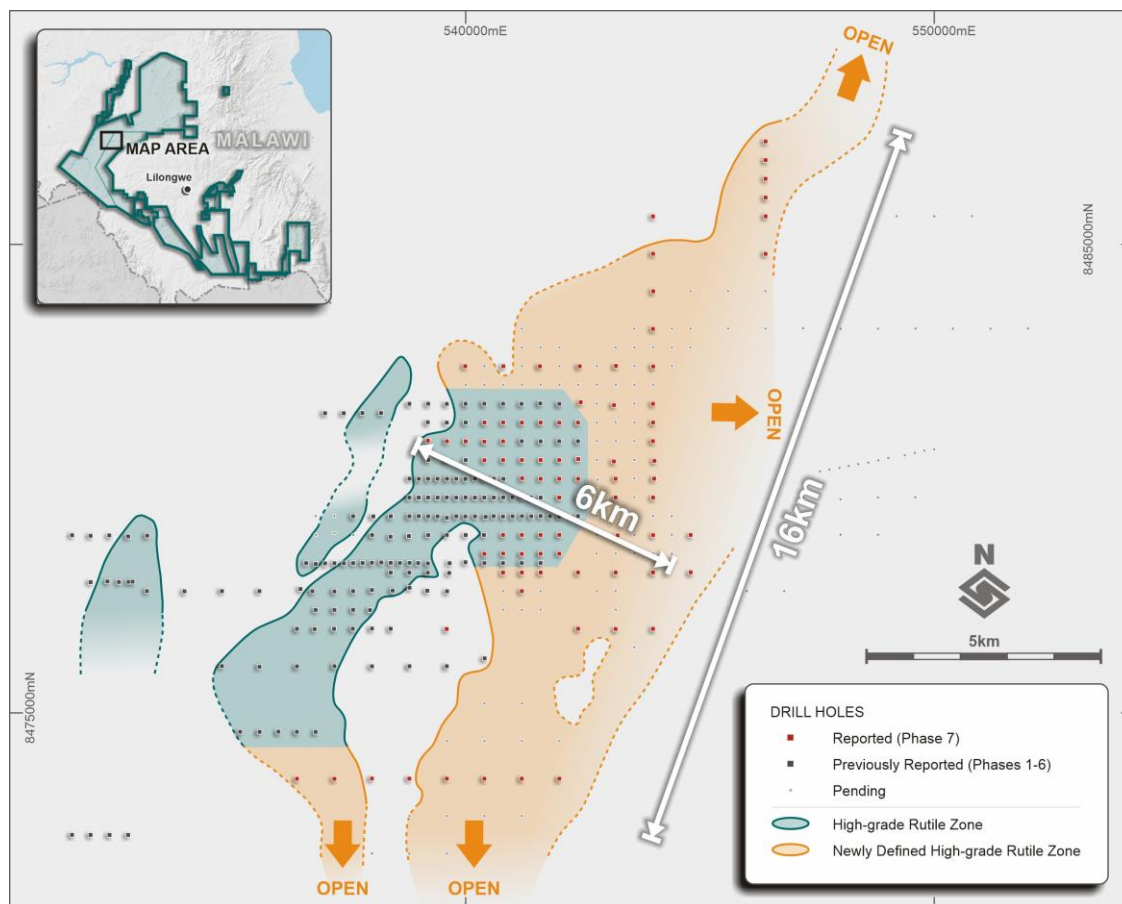 540000mE
550000mE
OPEN
MALAWI
MAP AREA
Lilongwe
8485000mN
OPEN
6km
16km
N
5km
8475000mN
DRILL HOLES
Reported (Phase 7)
Previously Reported (Phases 1-6)
Pending
High-grade Rutile Zone
Newly Defined High-grade Rutile Zone
OPEN
OPEN